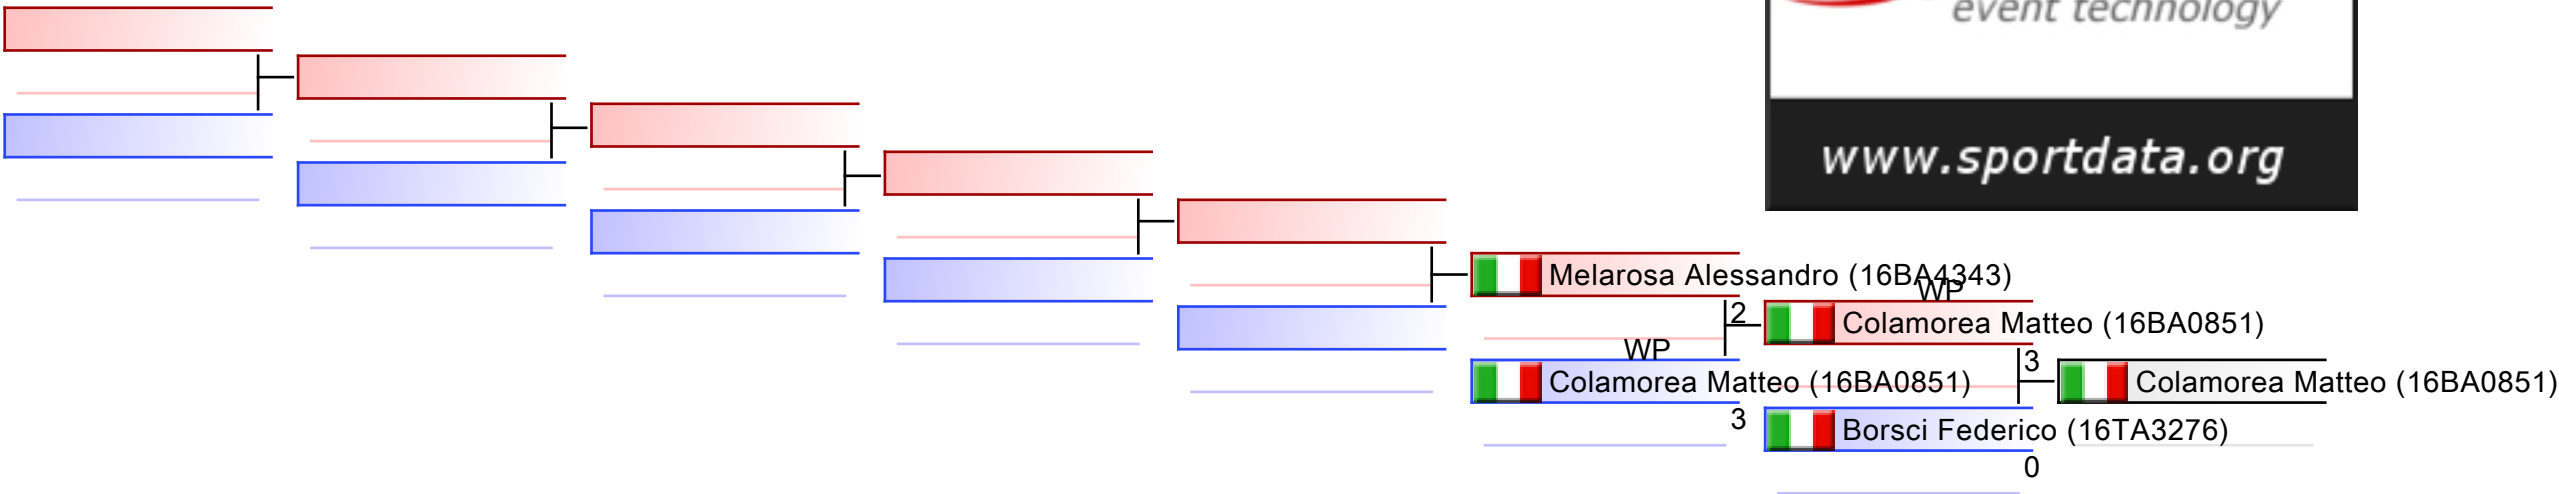 event technology
www.sportdata.org
Melarosa Alessandro (16BA4343)
2
WP
Colamorea Matteo (16BA0851)
WP
Colamorea Matteo (16BA0851)
3
3
Colamorea Matteo (16BA0851)
Borsci Federico (16TA3276)
0